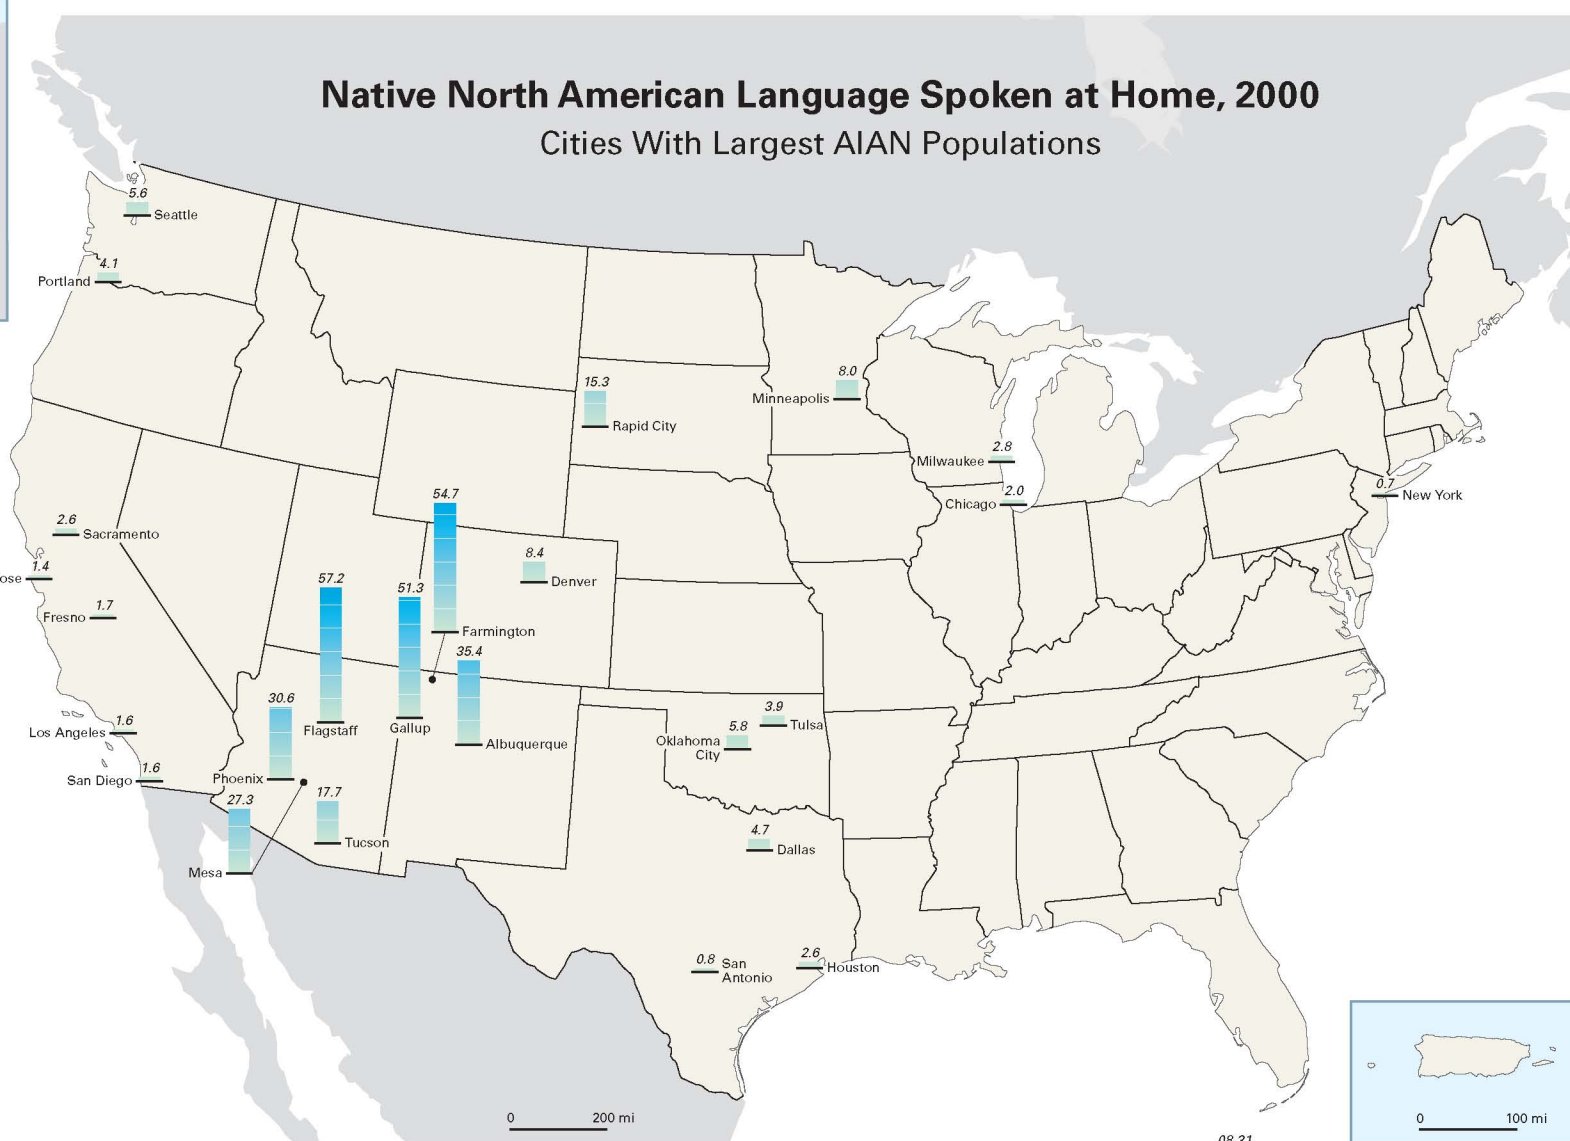 Native North American Language Spoken at Home, 2000
Cities With Largest AIAN Populations
5.6
Seattle
4.1
Portland
15.3
Rapid City
8.0
Minneapolis
2.8
Milwaukee
2.0
Chicago
0.7
New York
2.6
Sacramento
1.4
ose
1.7
Fresno
54.7
Farmington
8.4
Denver
57.2
Flagstaff
51.3
Gallup
35.4
Albuquerque
30.6
Phoenix
1.6
Los Angeles
1.6
San Diego
27.3
Mesa
17.7
Tucson
3.9
Tulsa
5.8
Oklahoma
City
4.7
Dallas
0.8
San
Antonio
2.6
Houston
0 200 mi
0 100 mi